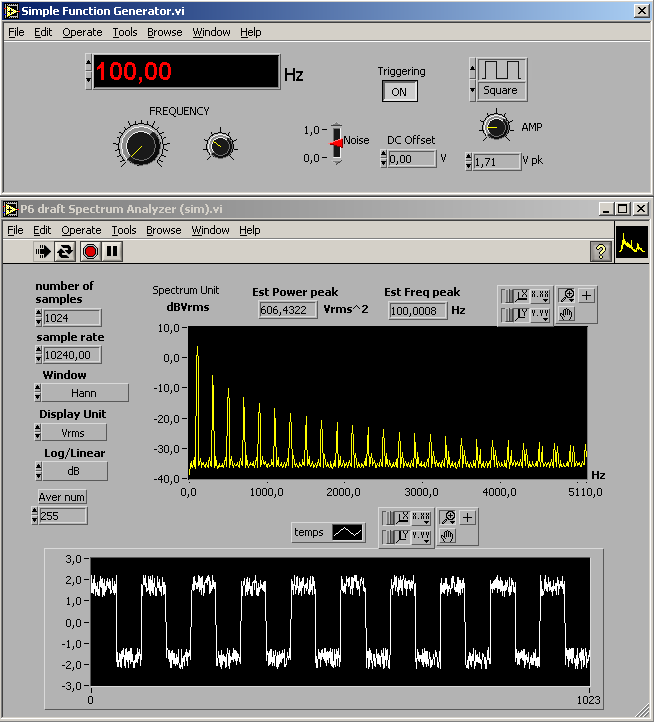 Simple Function Generator.vi
File Edit Operate Tools Browse Window Help
100,00 Hz
Triggering
ON
Square
FREQUENCY
1,0
Noise
0,0
DC Offset
0,00 V
AMP
1,71 V pk
P6 draft Spectrum Analyzer (sim).vi
File Edit Operate Tools Browse Window Help
?
number of
samples
1024
sample rate
10240,00
Window
Hann
Display Unit
Vrms
Log/Linear
dB
Aver num
255
Spectrum Unit
dBVrms
Est Power peak
606,4322 Vrms^2
Est Freq peak
100,0008 Hz
X X.XX
Y Y.YY
10,0
0,0
-10,0
-20,0
-30,0
-40,0
0,0 1000,0 2000,0 3000,0 4000,0 5110,0
Hz
temps
X X.XX
Y Y.YY
3,0
2,0
1,0
0,0
-1,0
-2,0
-3,0
0 1023